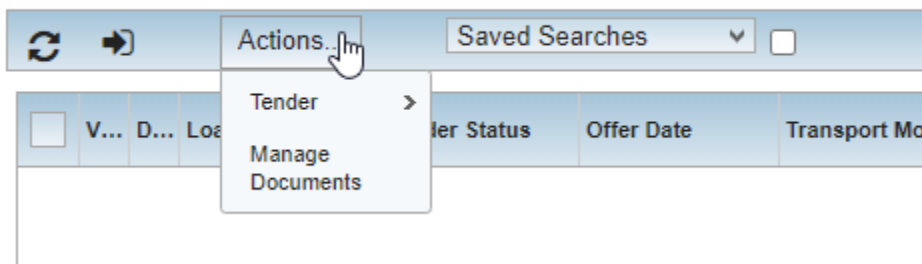 Actions...
Saved Searches
Tender
Manage
Documents
V... D... Loa
der Status
Offer Date
Transport Mo